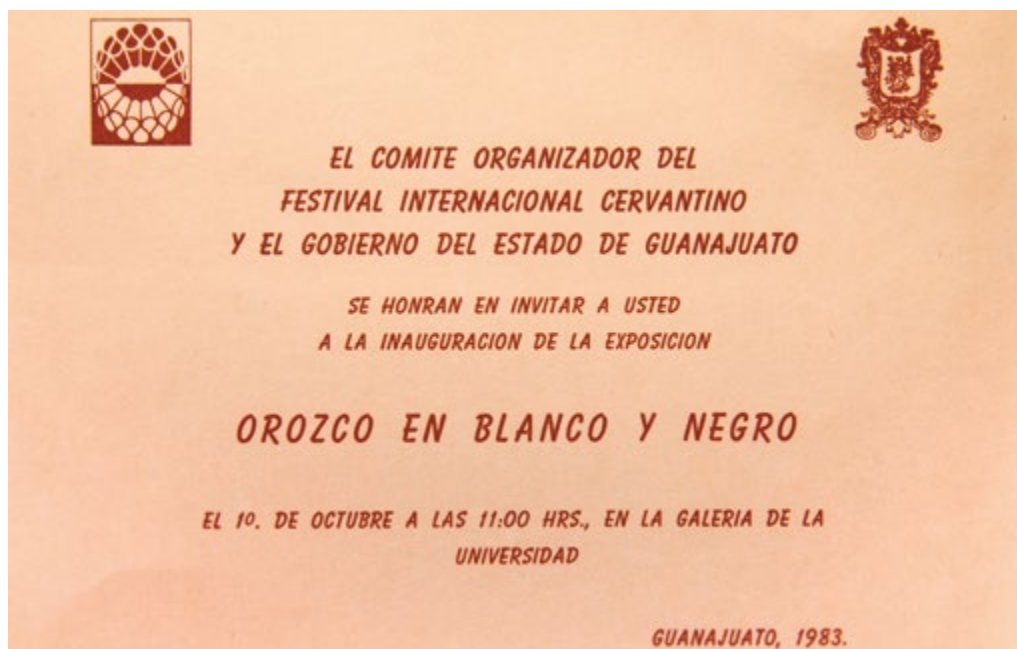 EL COMITE ORGANIZADOR DEL
FESTIVAL INTERNACIONAL CERVANTINO
Y EL GOBIERNO DEL ESTADO DE GUANAJUATO
SE HONRAN EN INVITAR A USTED
A LA INAUGURACION DE LA EXPOSICION
OROZCO EN BLANCO Y NEGRO
EL 1º. DE OCTUBRE A LAS 11:00 HRS., EN LA GALERIA DE LA
UNIVERSIDAD
GUANAJUATO, 1983.